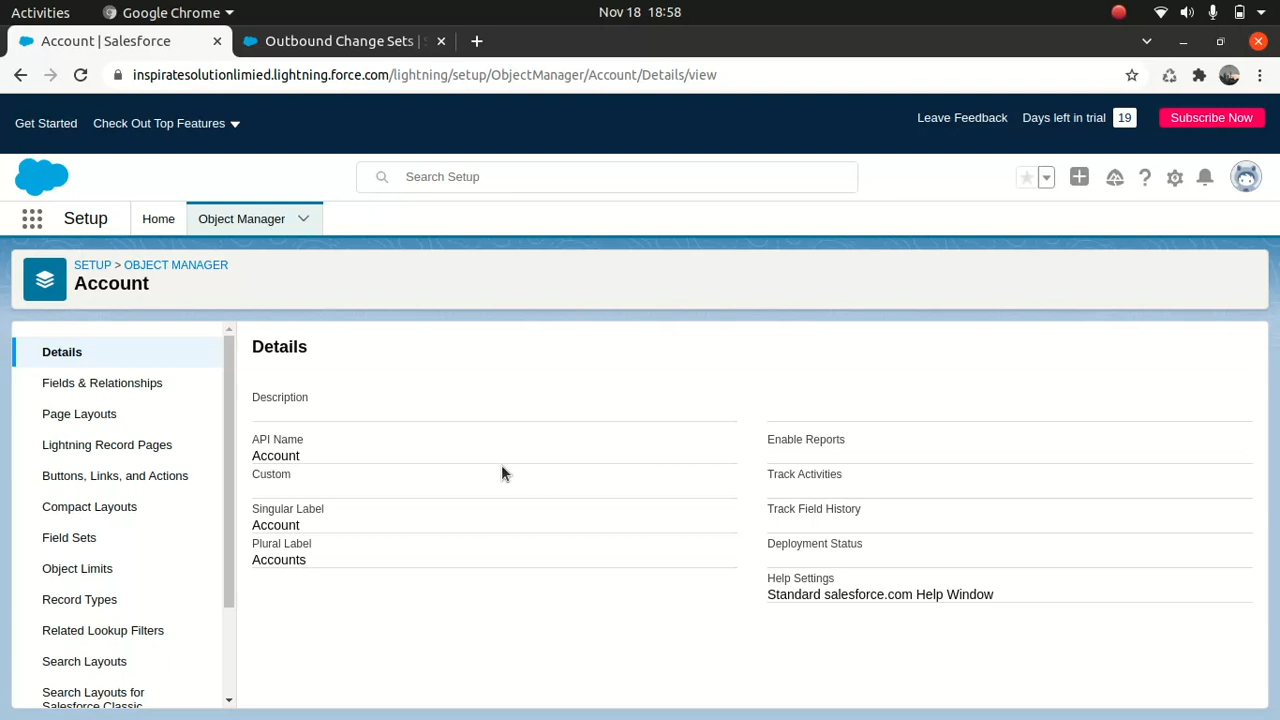 Activities
Google Chrome
Nov 18 18:58
Account | Salesforce
Outbound Change Sets |
inspiratesolutionlimied.lightning.force.com/lightning/setup/ObjectManager/Account/Details/view
Get Started
Check Out Top Features
Leave Feedback
Days left in trial
19
Subscribe Now
Search Setup
Setup
Home
Object Manager
SETUP > OBJECT MANAGER
Account
Details
Fields & Relationships
Page Layouts
Lightning Record Pages
Buttons, Links, and Actions
Compact Layouts
Field Sets
Object Limits
Record Types
Related Lookup Filters
Search Layouts
Search Layouts for
Salesforce Classic
Details
Description
API Name
Account
Custom
Singular Label
Account
Plural Label
Accounts
Enable Reports
Track Activities
Track Field History
Deployment Status
Help Settings
Standard salesforce.com Help Window